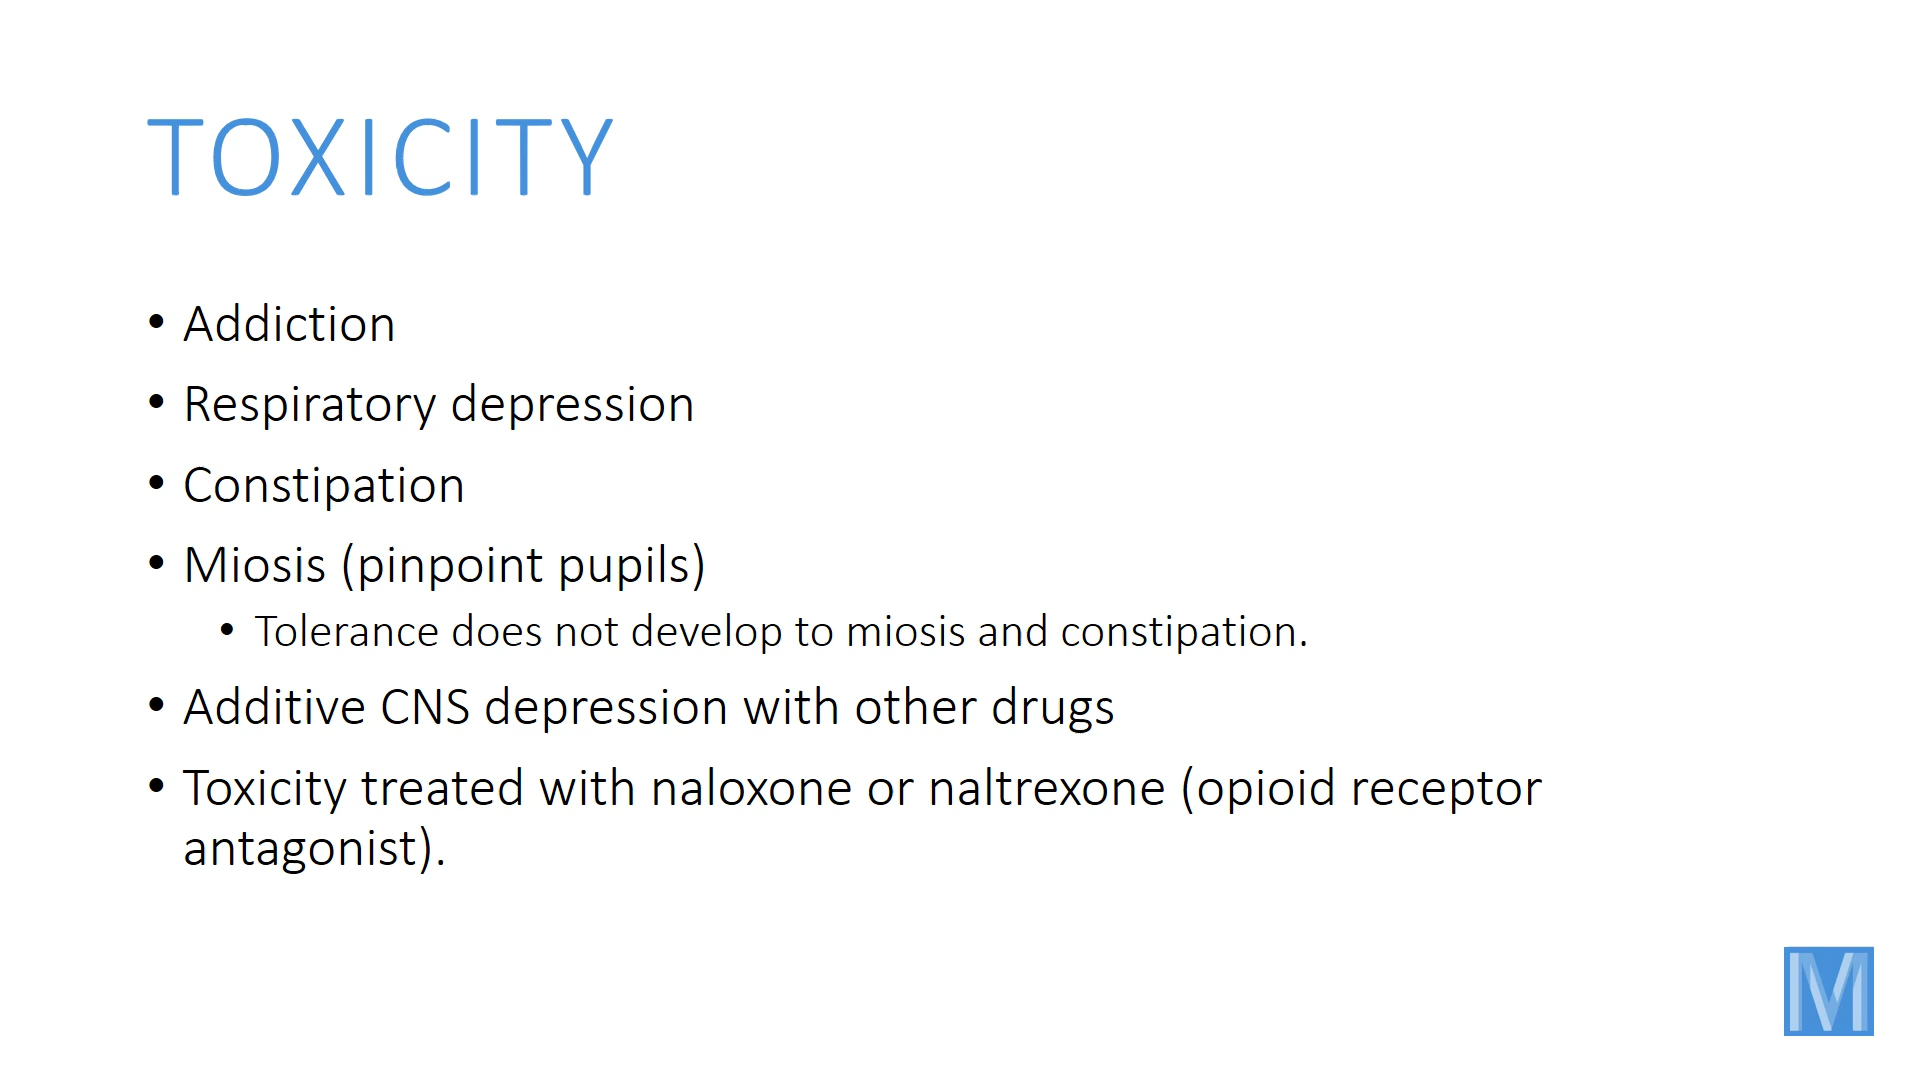 TOXICITY
• Addiction
• Respiratory depression
• Constipation
• Miosis (pinpoint pupils)
• Tolerance does not develop to miosis and constipation.
• Additive CNS depression with other drugs
• Toxicity treated with naloxone or naltrexone (opioid receptor
antagonist).
M